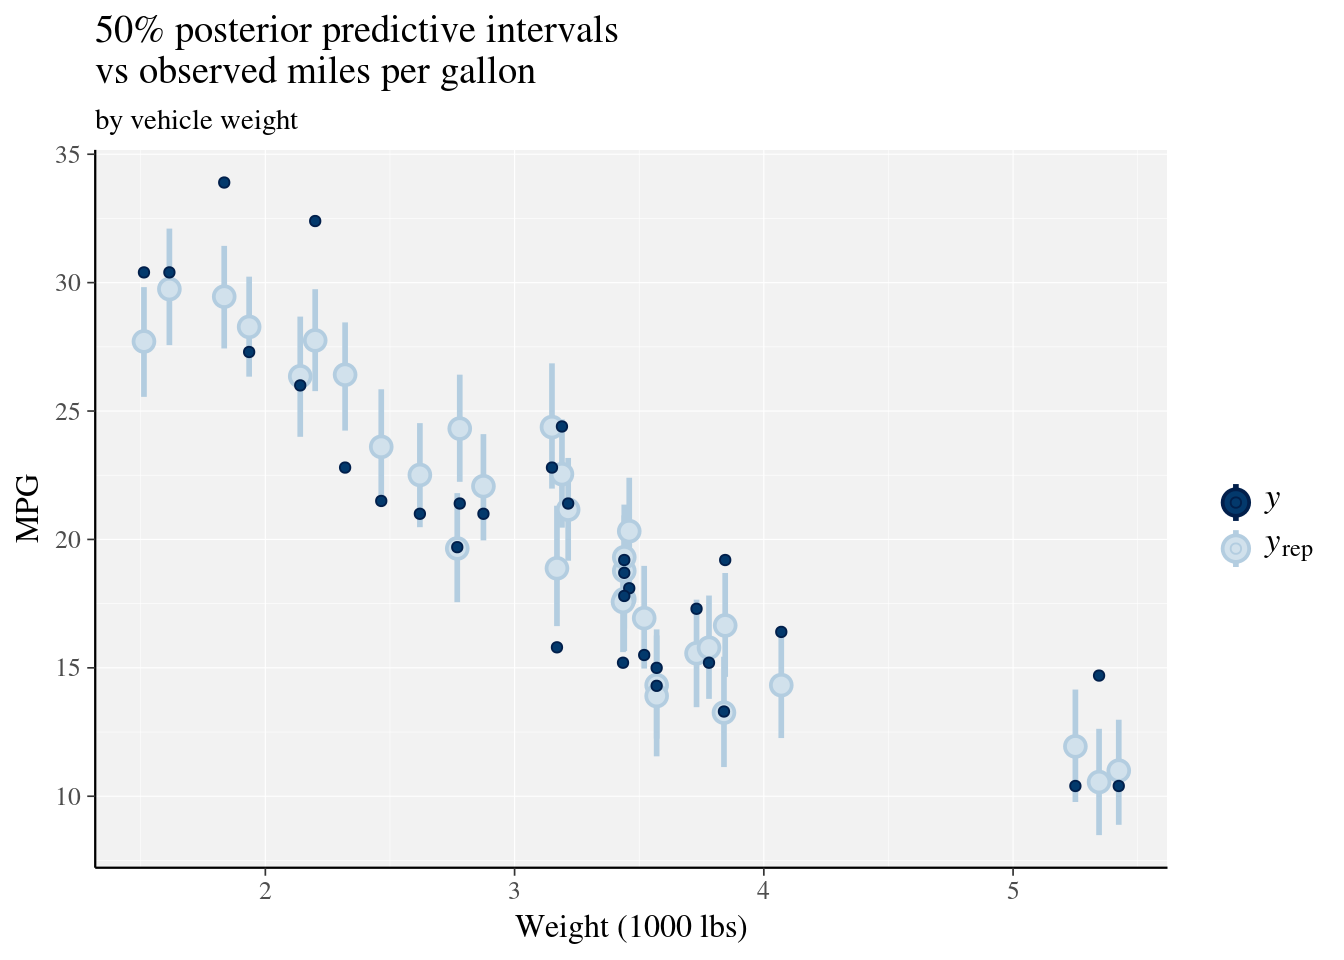 50% posterior predictive intervals
vs observed miles per gallon
by vehicle weight
35
30
25
20
15
10
MPG
2 3 4 5
Weight (1000 lbs)
y
yrep